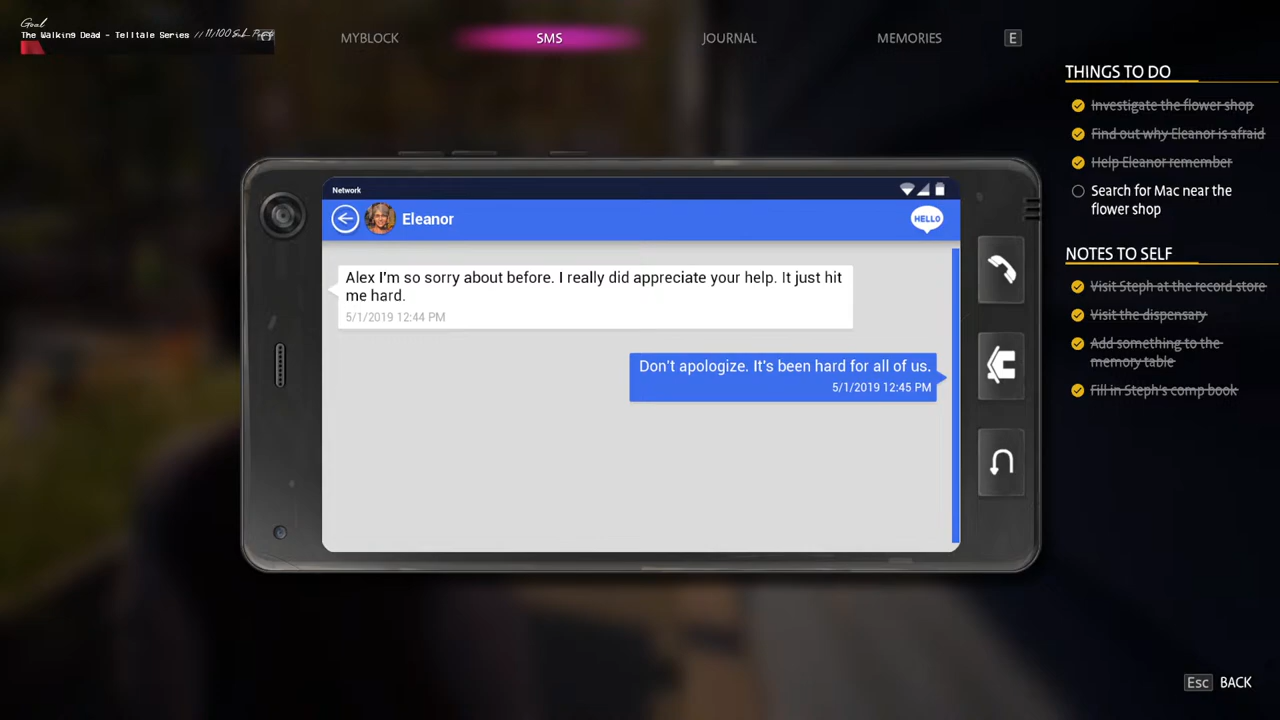 Goal
The Walking Dead - Telltale Series // 11/100
MYBLOCK
SMS
JOURNAL
MEMORIES
E
THINGS TO DO
Investigate the flower shop
Find out why Eleanor is afraid
Help Eleanor remember
Search for Mac near the
flower shop
NOTES TO SELF
Visit Steph at the record store
Visit the dispensary
Add something to the
memory table
Fill in Steph's comp book
Network
Eleanor
HELLO
Alex I'm so sorry about before. I really did appreciate your help. It just hit
me hard.
5/1/2019 12:44 PM
Don't apologize. It's been hard for all of us.
5/1/2019 12:45 PM
Esc BACK